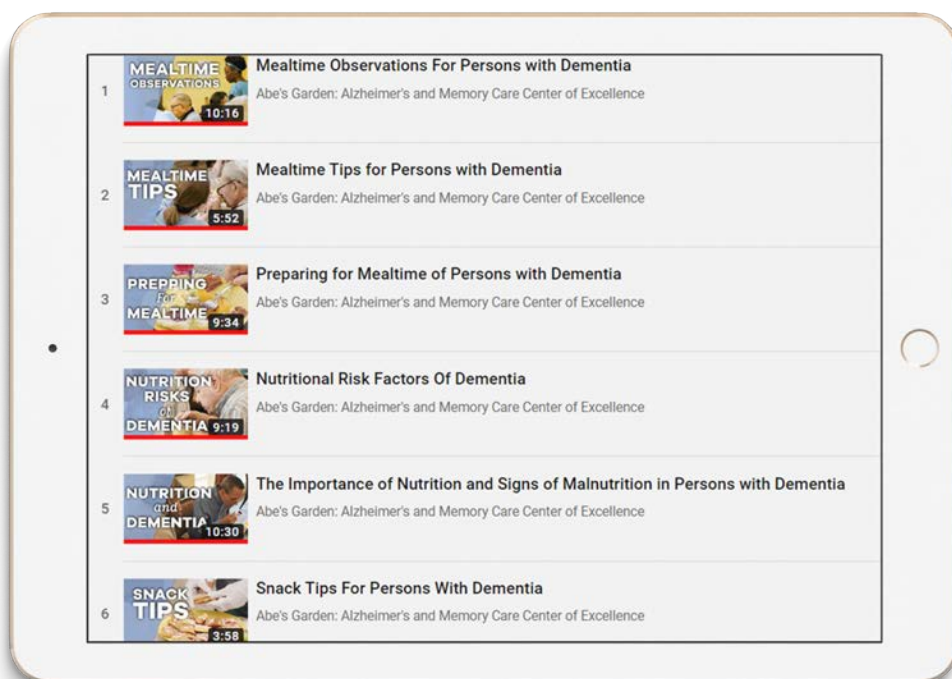 1
MEALTIME
OBSERVATIONS
10:16
Mealtime Observations For Persons with Dementia
Abe's Garden: Alzheimer's and Memory Care Center of Excellence
2
MEALTIME
TIPS
5:52
Mealtime Tips for Persons with Dementia
Abe's Garden: Alzheimer's and Memory Care Center of Excellence
3
PREPPING
For
MEALTIME
9:34
Preparing for Mealtime of Persons with Dementia
Abe's Garden: Alzheimer's and Memory Care Center of Excellence
4
NUTRITION
RISKS
of
DEMENTIA
9:19
Nutritional Risk Factors Of Dementia
Abe's Garden: Alzheimer's and Memory Care Center of Excellence
5
NUTRITION
and
DEMENTIA
10:30
The Importance of Nutrition and Signs of Malnutrition in Persons with Dementia
Abe's Garden: Alzheimer's and Memory Care Center of Excellence
6
SNACK
TIPS
3:58
Snack Tips For Persons With Dementia
Abe's Garden: Alzheimer's and Memory Care Center of Excellence